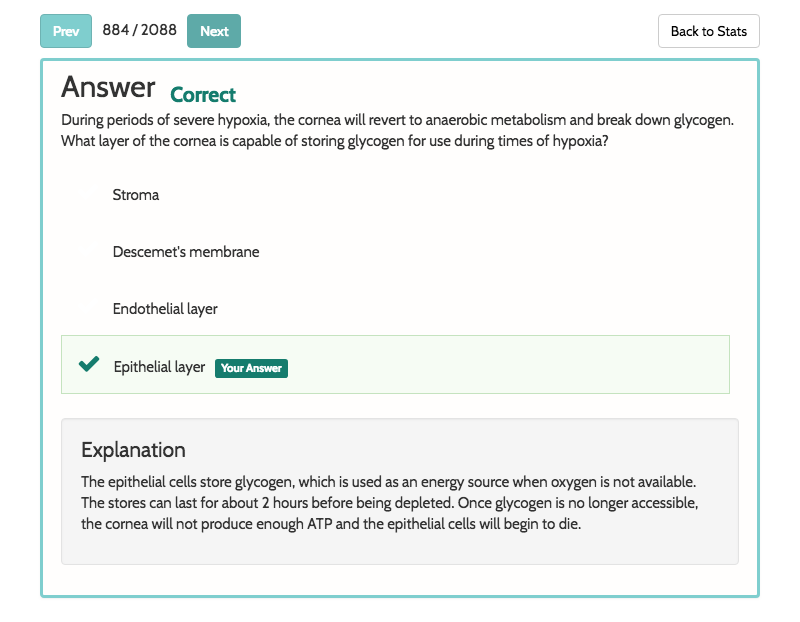 Prev 884 / 2088 Next Back to Stats
Answer Correct
During periods of severe hypoxia, the cornea will revert to anaerobic metabolism and break down glycogen.
What layer of the cornea is capable of storing glycogen for use during times of hypoxia?
Stroma
Descemet's membrane
Endothelial layer
Epithelial layer Your Answer
Explanation
The epithelial cells store glycogen, which is used as an energy source when oxygen is not available.
The stores can last for about 2 hours before being depleted. Once glycogen is no longer accessible,
the cornea will not produce enough ATP and the epithelial cells will begin to die.